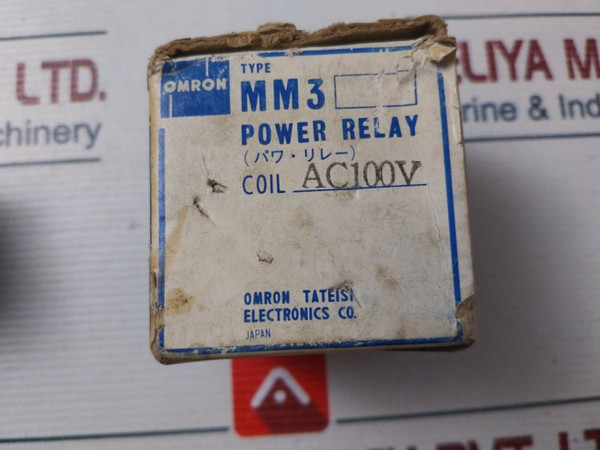 OMRON
TYPE
MM3
POWER RELAY
(パワ・リレー)
COIL AC100V
OMRON TATEISI
ELECTRONICS CO.
JAPAN
LTD.
chinery
LIYA M
rine & Ind